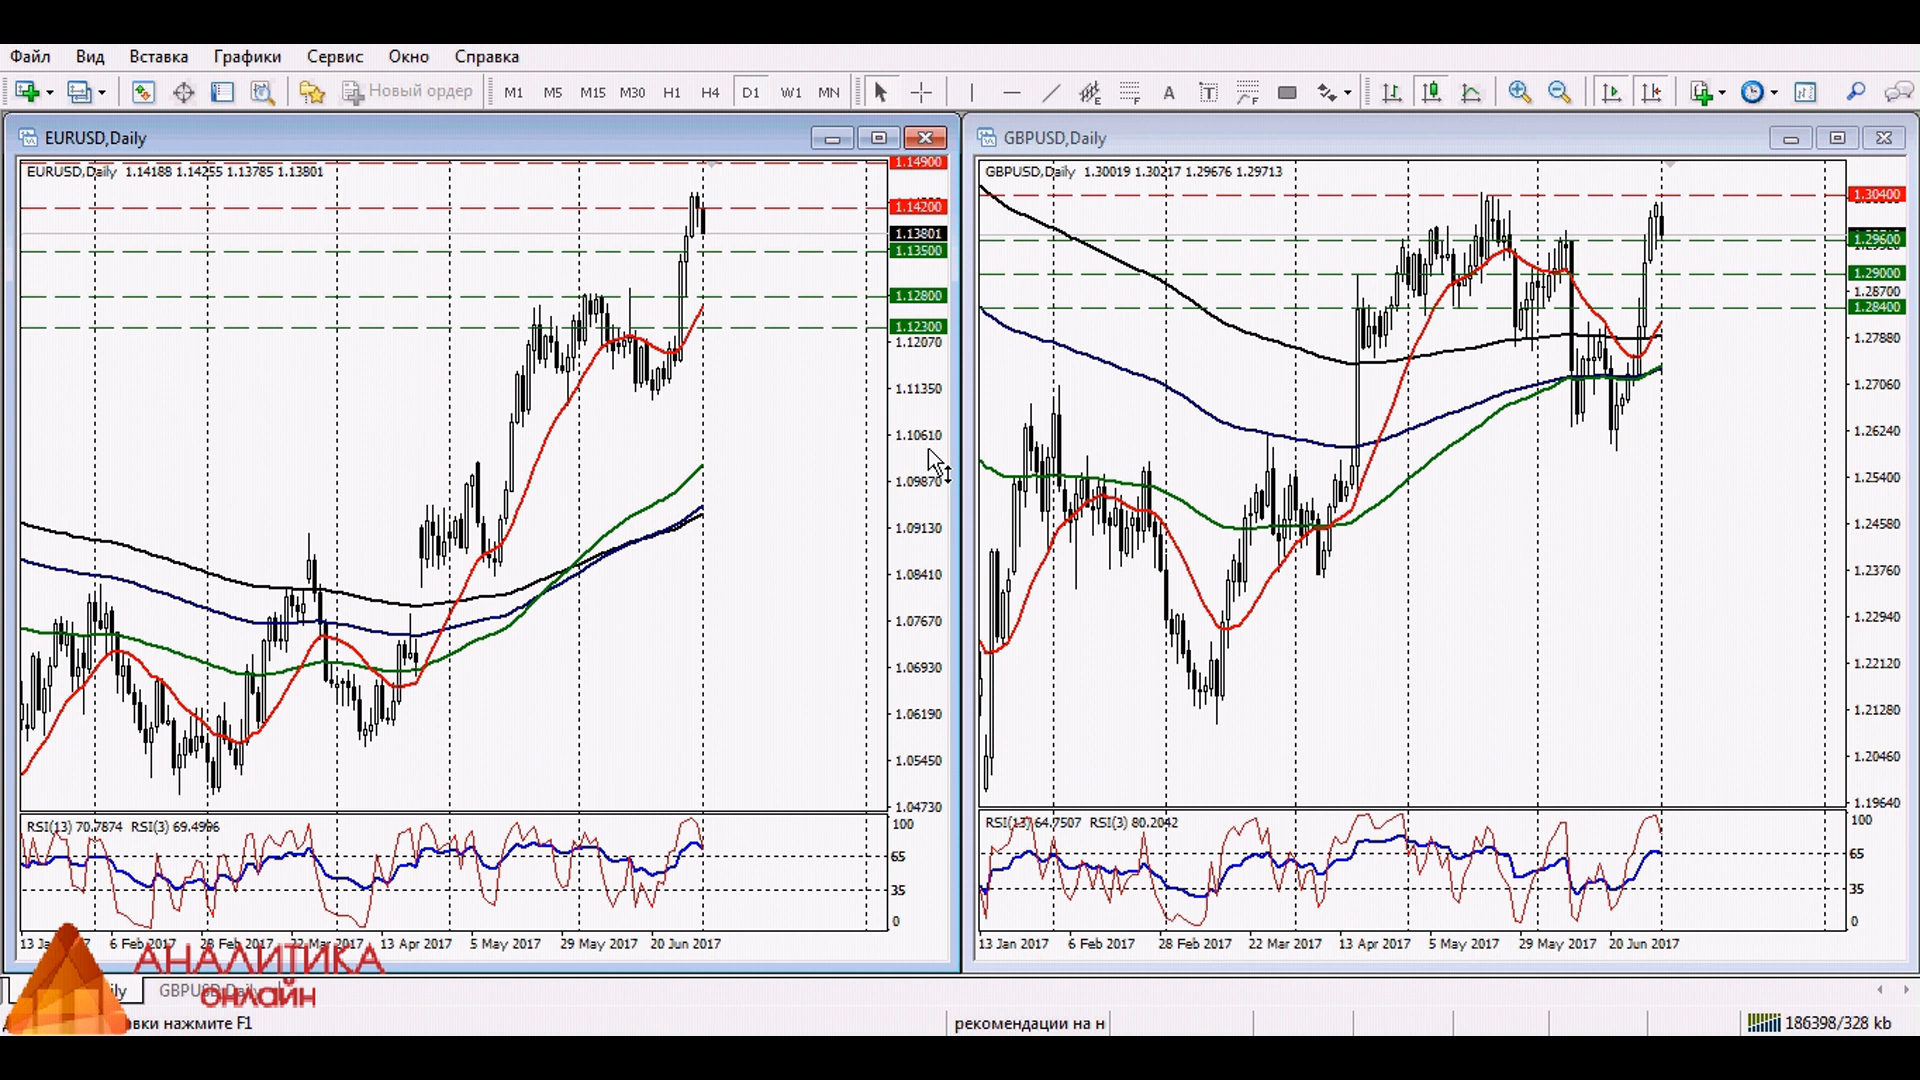 Файл Вид Вставка Графики Сервис Окно Справка
Новый ордер M1 M5 M15 M30 H1 H4 D1 W1 MN A T
EURUSD,Daily
EURUSD,Daily 1.14188 1.14255 1.13785 1.13801
1.14900
1.14200
1.13801
1.13500
1.12800
1.12300
1.12070
1.11350
1.10610
1.09870
1.09130
1.08410
1.07670
1.06930
1.06190
1.05450
1.04730
RSI(13) 70.7874 RSI(3) 69.4996
100
65
35
0
6 Feb 2017 28 Feb 2017 22 Mar 2017 13 Apr 2017 5 May 2017 29 May 2017 20 Jun 2017
GBPUSD,Daily
GBPUSD,Daily 1.30019 1.30217 1.29676 1.29713
1.30400
1.29600
1.29000
1.28700
1.28400
1.27880
1.27060
1.26240
1.25400
1.24580
1.23760
1.22940
1.22120
1.21280
1.20460
1.19640
RSI(13) 64.7507 RSI(3) 80.2042
100
65
35
0
13 Jan 2017 6 Feb 2017 28 Feb 2017 22 Mar 2017 13 Apr 2017 5 May 2017 29 May 2017 20 Jun 2017
АНАЛИТИКА
ОНЛАЙН
GBPUSD,Daily
вки нажмите F1
рекомендации на н
186398/328 kb